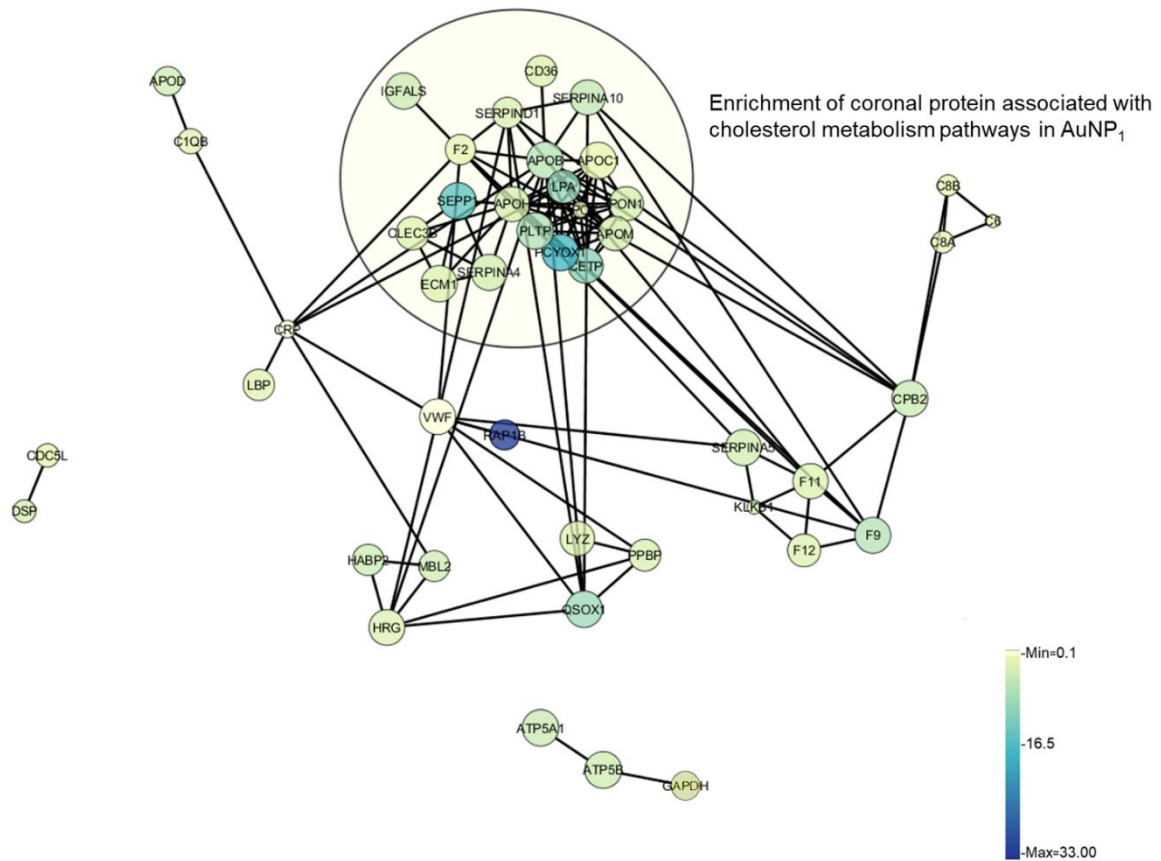 CD36
APOD
IGFALS
SERPINA10
Enrichment of coronal protein associated with
cholesterol metabolism pathways in AuNP₁
SERPIND1
C1QB
F2
APOB
APOC1
LPA
C8B
SEPP1
APOH
PON1
C6
CLEC3B
PLTP
APOM
C8A
PCYOX1
CETP
SERPINA4
ECM1
CRP
LBP
CPB2
VWF
RAP1B
SERPINA5
CDC5L
F11
KLKB1
DSP
LYZ
F9
F12
PPBP
HABP2
MBL2
QSOX1
HRG
-Min=0.1
ATP5A1
-16.5
ATP5B
GAPDH
-Max=33.00